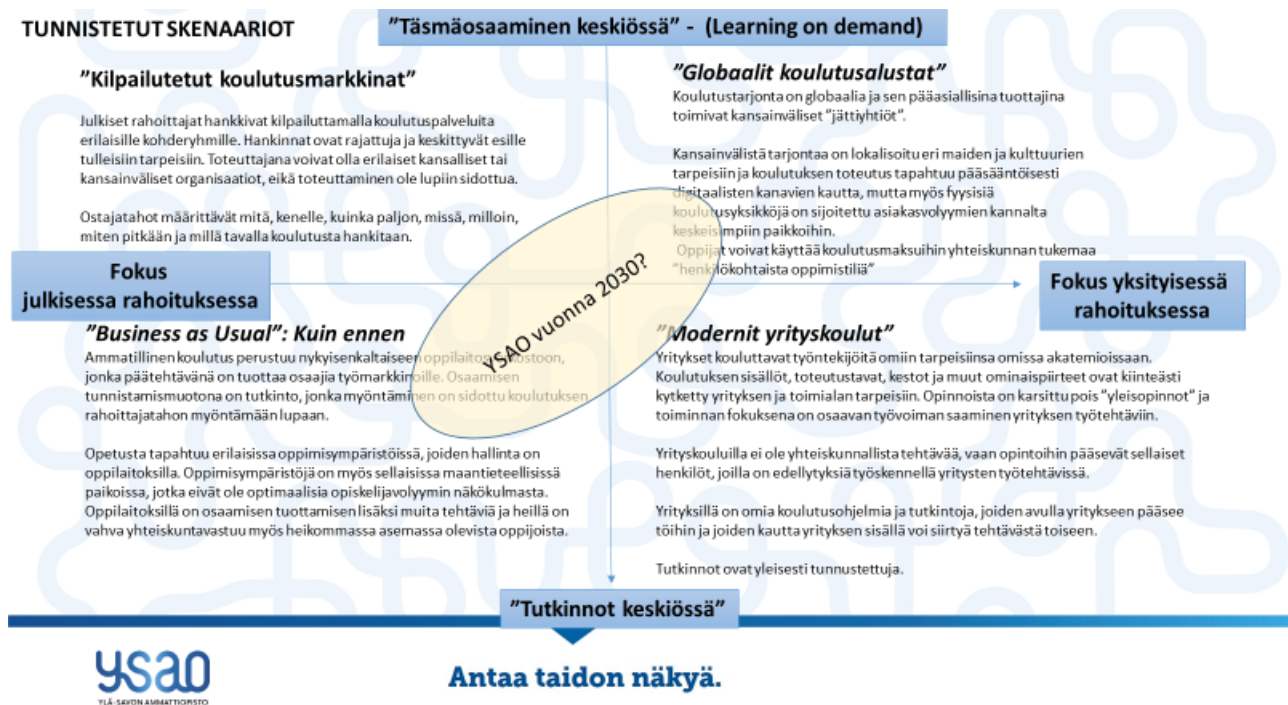 TUNNISTETUT SKENAARIOT
”Täsmäosaaminen keskiössä” - (Learning on demand)
”Kilpailutetut koulutusmarkkinat”
Julkiset rahoittajat hankkivat kilpailuttamalla koulutuspalveluita
erilaisille kohderyhmille. Hankinnat ovat rajattuja ja keskittyvät esille
tulleisiin tarpeisiin. Toteuttajana voivat olla erilaiset kansalliset tai
kansainväliset organisaatiot, eikä toteuttaminen ole lupiin sidottua.
Ostajatahot määrittävät mitä, kenelle, kuinka paljon, missä, milloin,
miten pitkään ja millä tavalla koulutusta hankitaan.
”Globaalit koulutusalustat”
Koulutustarjonta on globaalia ja sen pääasiallisina tuottajina
toimivat kansainväliset ”jättiyhtiöt”.
Kansainvälistä tarjontaa on lokalisoitu eri maiden ja kulttuurien
tarpeisiin ja koulutuksen toteutus tapahtuu pääsääntöisesti
digitaalisten kanavien kautta, mutta myös fyysisiä
koulutusyksikköjä on sijoitettu asiakasvolyymien kannalta
keskeisimpiin paikkoihin.
Oppijat voivat käyttää koulutusmaksuihin yhteiskunnan tukemaa
”henkilökohtaista oppimistiliä”
Fokus
julkisessa rahoituksessa
YSAO vuonna 2030?
Fokus yksityisessä
rahoituksessa
”Business as Usual”: Kuin ennen
Ammatillinen koulutus perustuu nykyisenkaltaiseen
jonka päätehtävänä on tuottaa osaajia työmarkkinoille. Osaamisen
tunnistamismuotona on tutkinto, jonka myöntäminen on sidottu koulutuksen
rahoittajatahon myöntämään lupaan.
Opetusta tapahtuu erilaisissa oppimisympäristöissä, joiden hallinta on
oppilaitoksilla. Oppimisympäristöjä on myös sellaisissa maantieteellisissä
paikoissa, jotka eivät ole optimaalisia opiskelijavolyymin näkökulmasta.
Oppilaitoksilla on osaamisen tuottamisen lisäksi muita tehtäviä ja heillä on
vahva yhteiskuntavastuu myös heikommassa asemassa olevista oppijoista.
”Modernit yrityskoulut”
Yritykset kouluttavat työntekijöitä omiin tarpeisiinsa omissa akatemioissaan.
Koulutuksen sisällöt, toteutustavat, kestot ja muut ominaispiirteet ovat kiinteästi
kytketty yrityksen ja toimialan tarpeisiin. Opinnoista on karsittu pois ”yleisopinnot” ja
toiminnan fokuksena on osaavan työvoiman saaminen yrityksen työtehtäviin.
Yrityskouluilla ei ole yhteiskunnallista tehtävää, vaan opintoihin pääsevät sellaiset
henkilöt, joilla on edellytyksiä työskennellä yritysten työtehtävissä.
Yrityksillä on omia koulutusohjelmia ja tutkintoja, joiden avulla yritykseen pääsee
töihin ja joiden kautta yrityksen sisällä voi siirtyä tehtävästä toiseen.
Tutkinnot ovat yleisesti tunnustettuja.
”Tutkinnot keskiössä”
ysao
YLÄ-SAVON AMMATTIOPISTO
Antaa taidon näkyä.